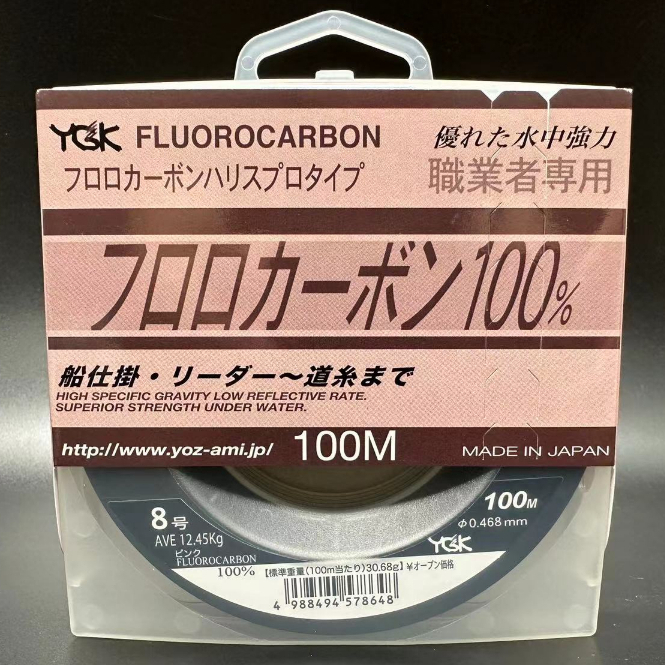 YGK FLUOROCARBON 優れた水中強力
フロロカーボンハリスプロタイプ 職業者専用
フロロカーボン100%
船仕掛・リーダー〜道糸まで
HIGH SPECIFIC GRAVITY LOW REFLECTIVE RATE.
SUPERIOR STRENGTH UNDER WATER.
http://www.yoz-ami.jp/ 100M MADE IN JAPAN
8号 100M
AVE 12.45Kg φ0.468mm
ピンク YGK
FLUOROCARBON
100% 【標準重量(100m当たり)30.68g】¥オープン価格
4 988494 578648